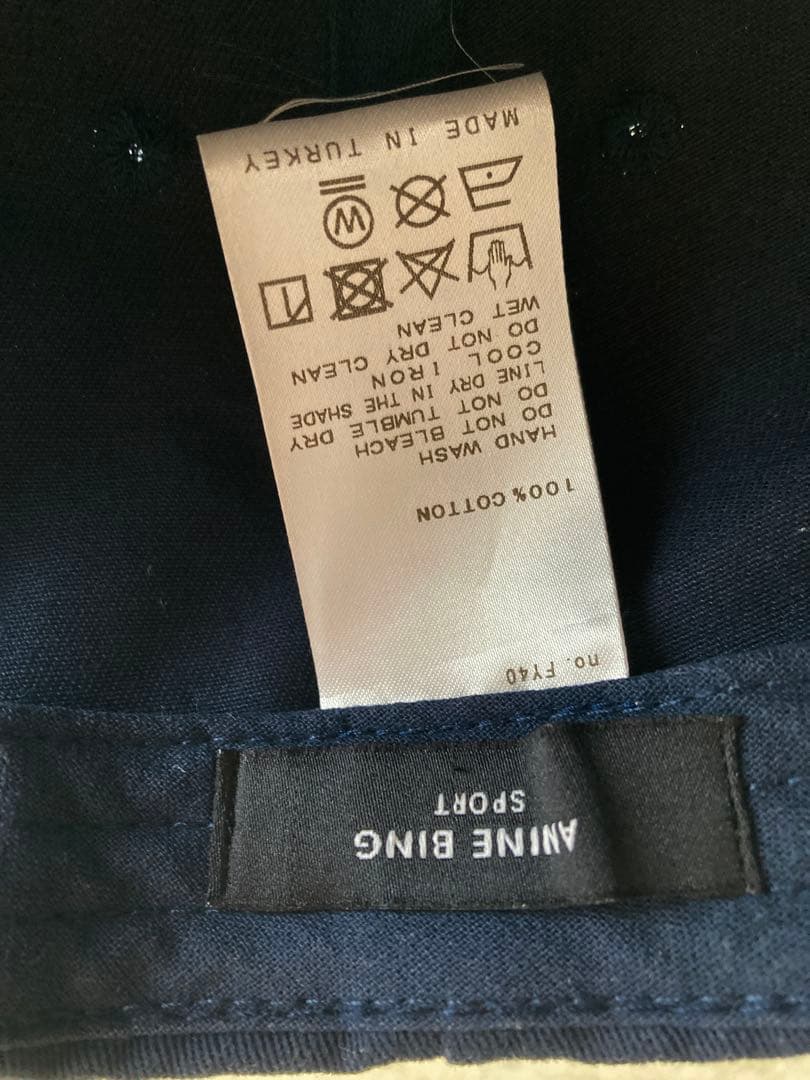 ANINE BING
SPORT
no. FY40
100% COTTON
HAND WASH
DO NOT BLEACH
DO NOT TUMBLE DRY
LINE DRY IN THE SHADE
COOL IRON
DO NOT DRY CLEAN
WET CLEAN
W
MADE IN TURKEY